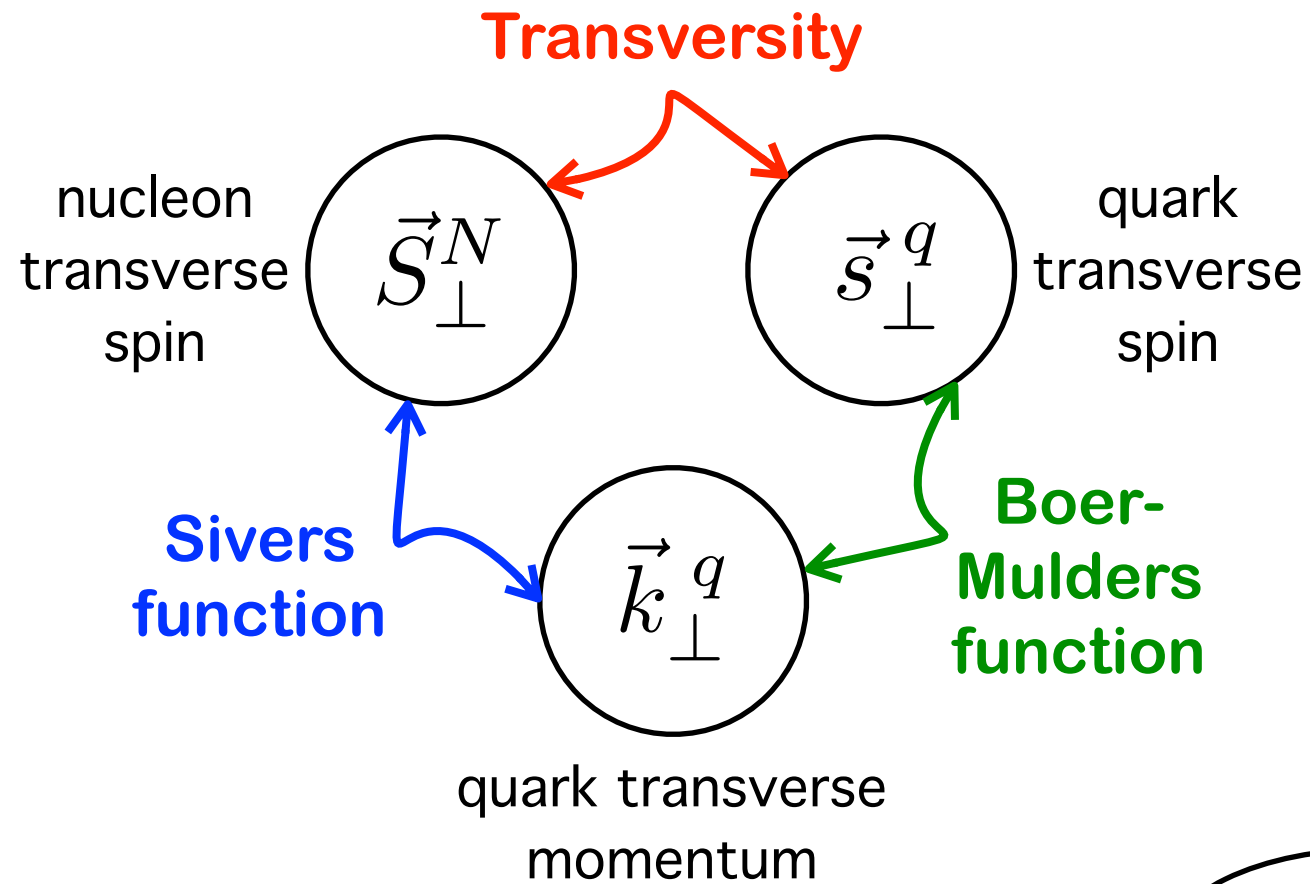 Transversity
nucleon
transverse
spin
$\vec{S}_{\perp}^{N}$
$\vec{s}_{\perp}^{\,q}$
quark
transverse
spin
Sivers
function
$\vec{k}_{\perp}^{\,q}$
Boer-
Mulders
function
quark transverse
momentum